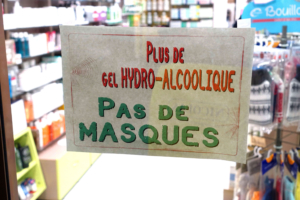 PLUS DE
GEL HYDRO-ALCOOLIQUE
PAS DE
MASQUES